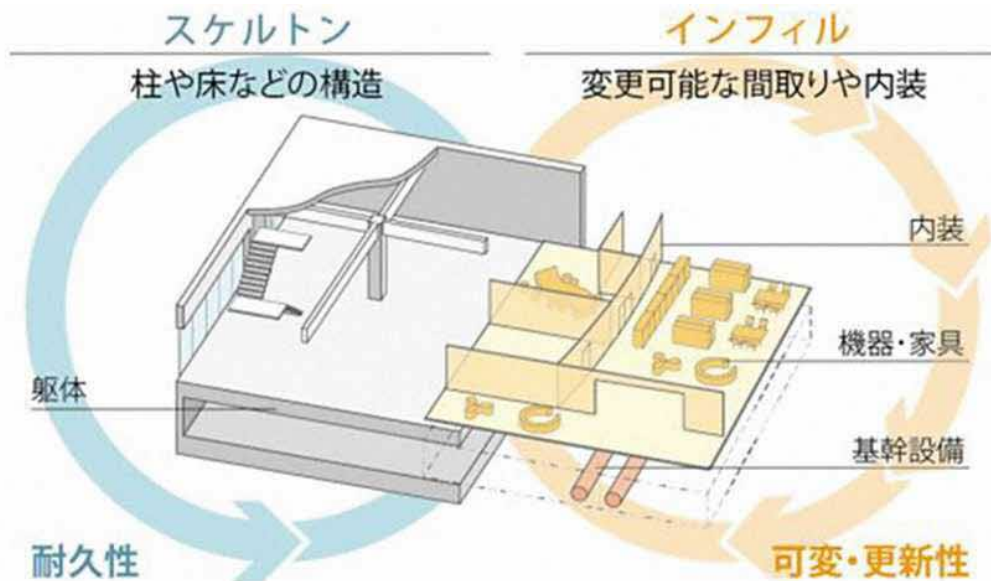 スケルトン
柱や床などの構造
インフィル
変更可能な間取りや内装
内装
機器・家具
躯体
基幹設備
耐久性
可変・更新性